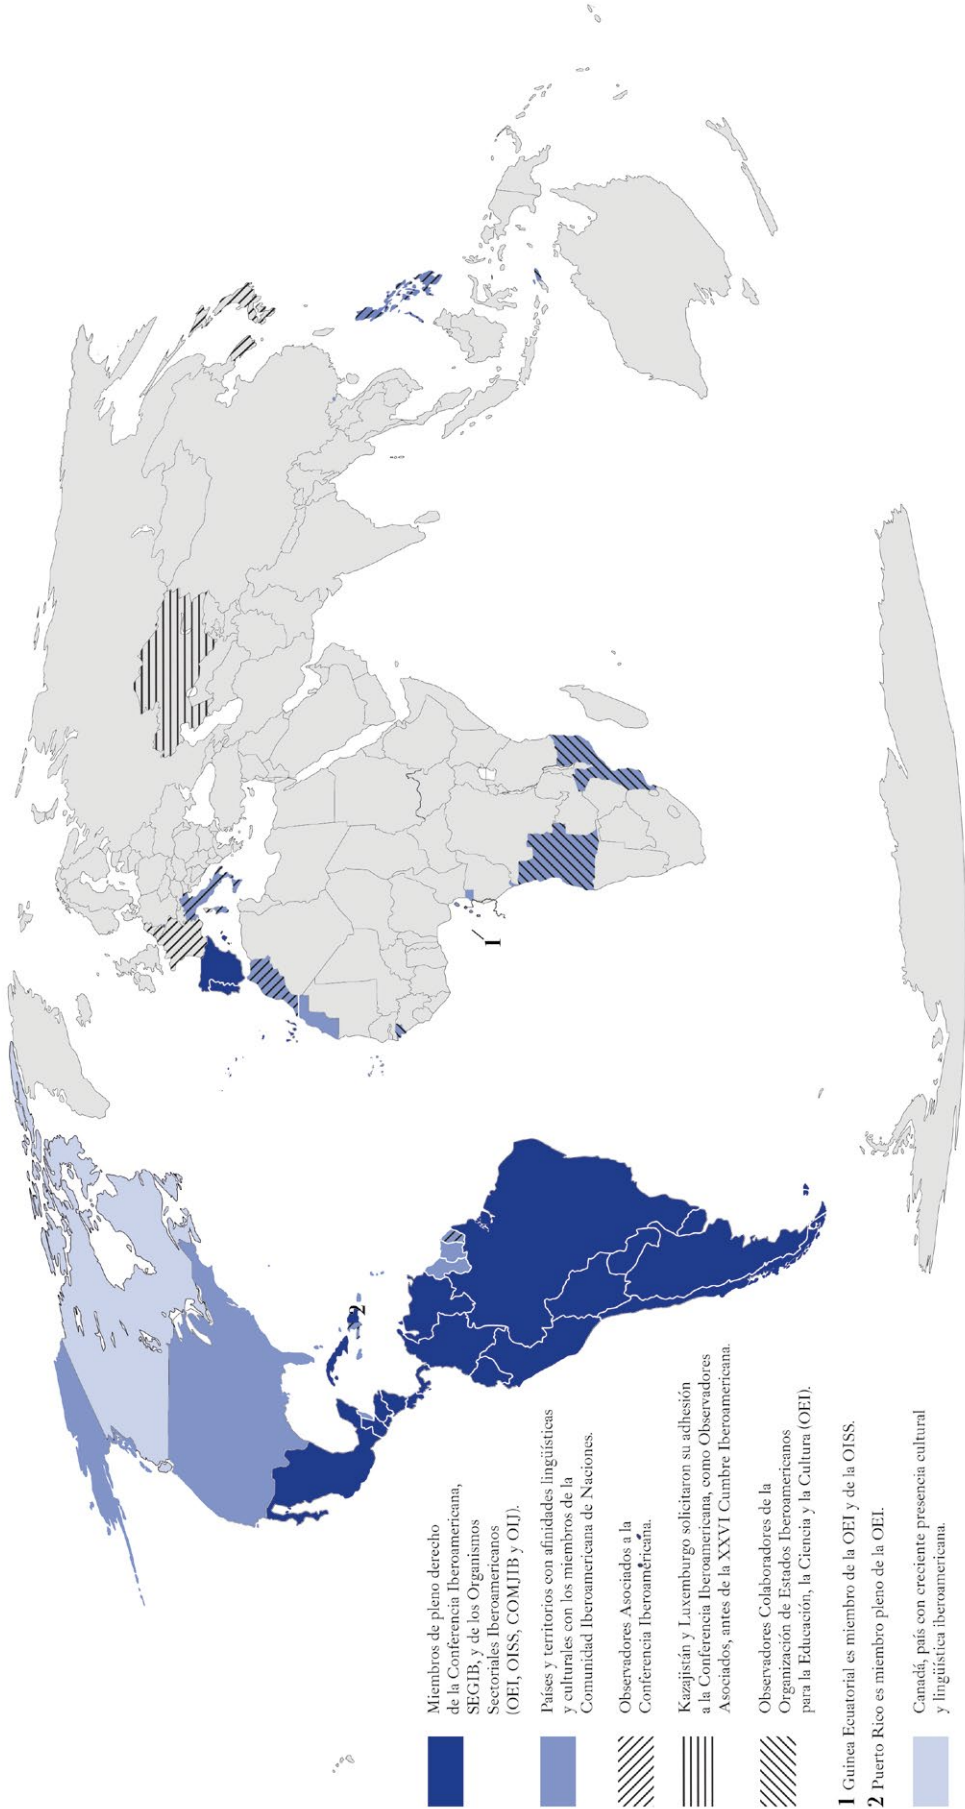 1
2
Miembros de pleno derecho
de la Conferencia Iberoamericana,
SEGIB, y de los Organismos
Sectoriales Iberoamericanos
(OEI, OISS, COMJIB y OIJ).
Países y territorios con afinidades lingüísticas
y culturales con los miembros de la
Comunidad Iberoamericana de Naciones.
Observadores Asociados a la
Conferencia Iberoaméricana.
Kazajistán y Luxemburgo solicitaron su adhesión
a la Conferencia Iberoamericana, como Observadores
Asociados, antes de la XXVI Cumbre Iberoamericana.
Observadores Colaboradores de la
Organización de Estados Iberoamericanos
para la Educación, la Ciencia y la Cultura (OEI).
1 Guinea Ecuatorial es miembro de la OEI y de la OISS.
2 Puerto Rico es miembro pleno de la OEI.
Canadá, país con creciente presencia cultural
y lingüística iberoamericana.